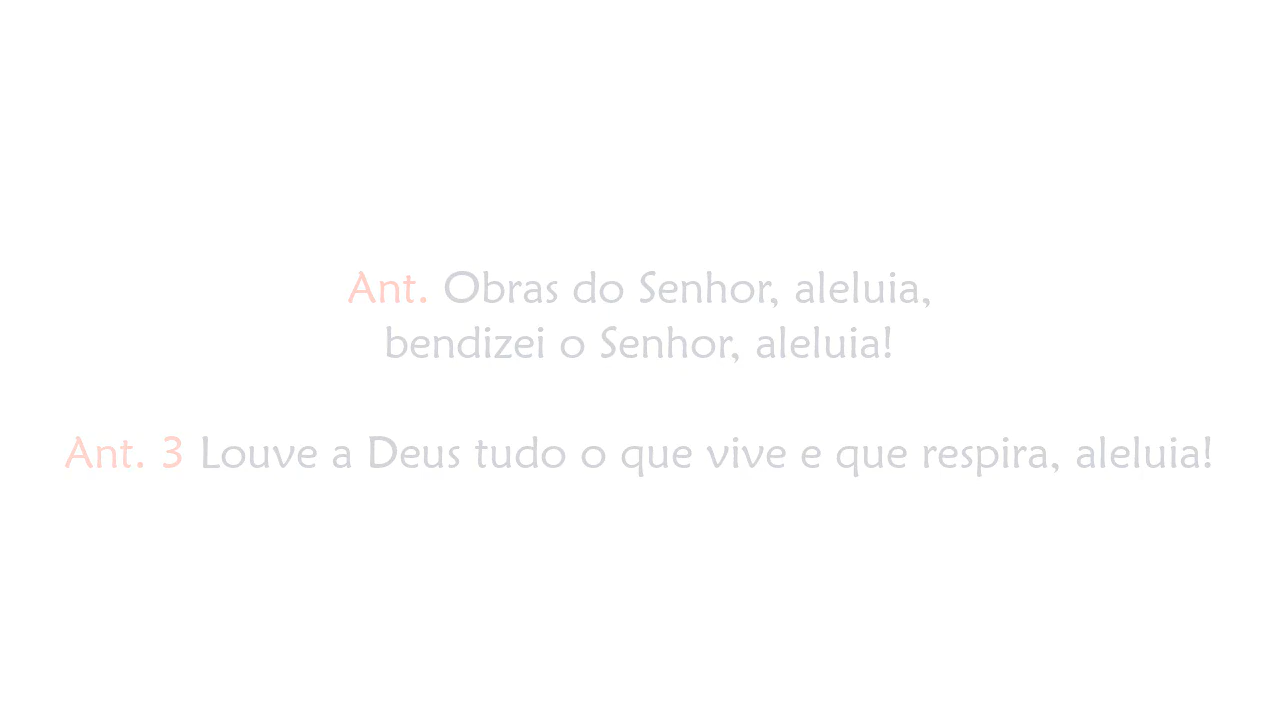 Ant. Obras do Senhor, aleluia,
bendizei o Senhor, aleluia!
Ant. 3 Louve a Deus tudo o que vive e que respira, aleluia!